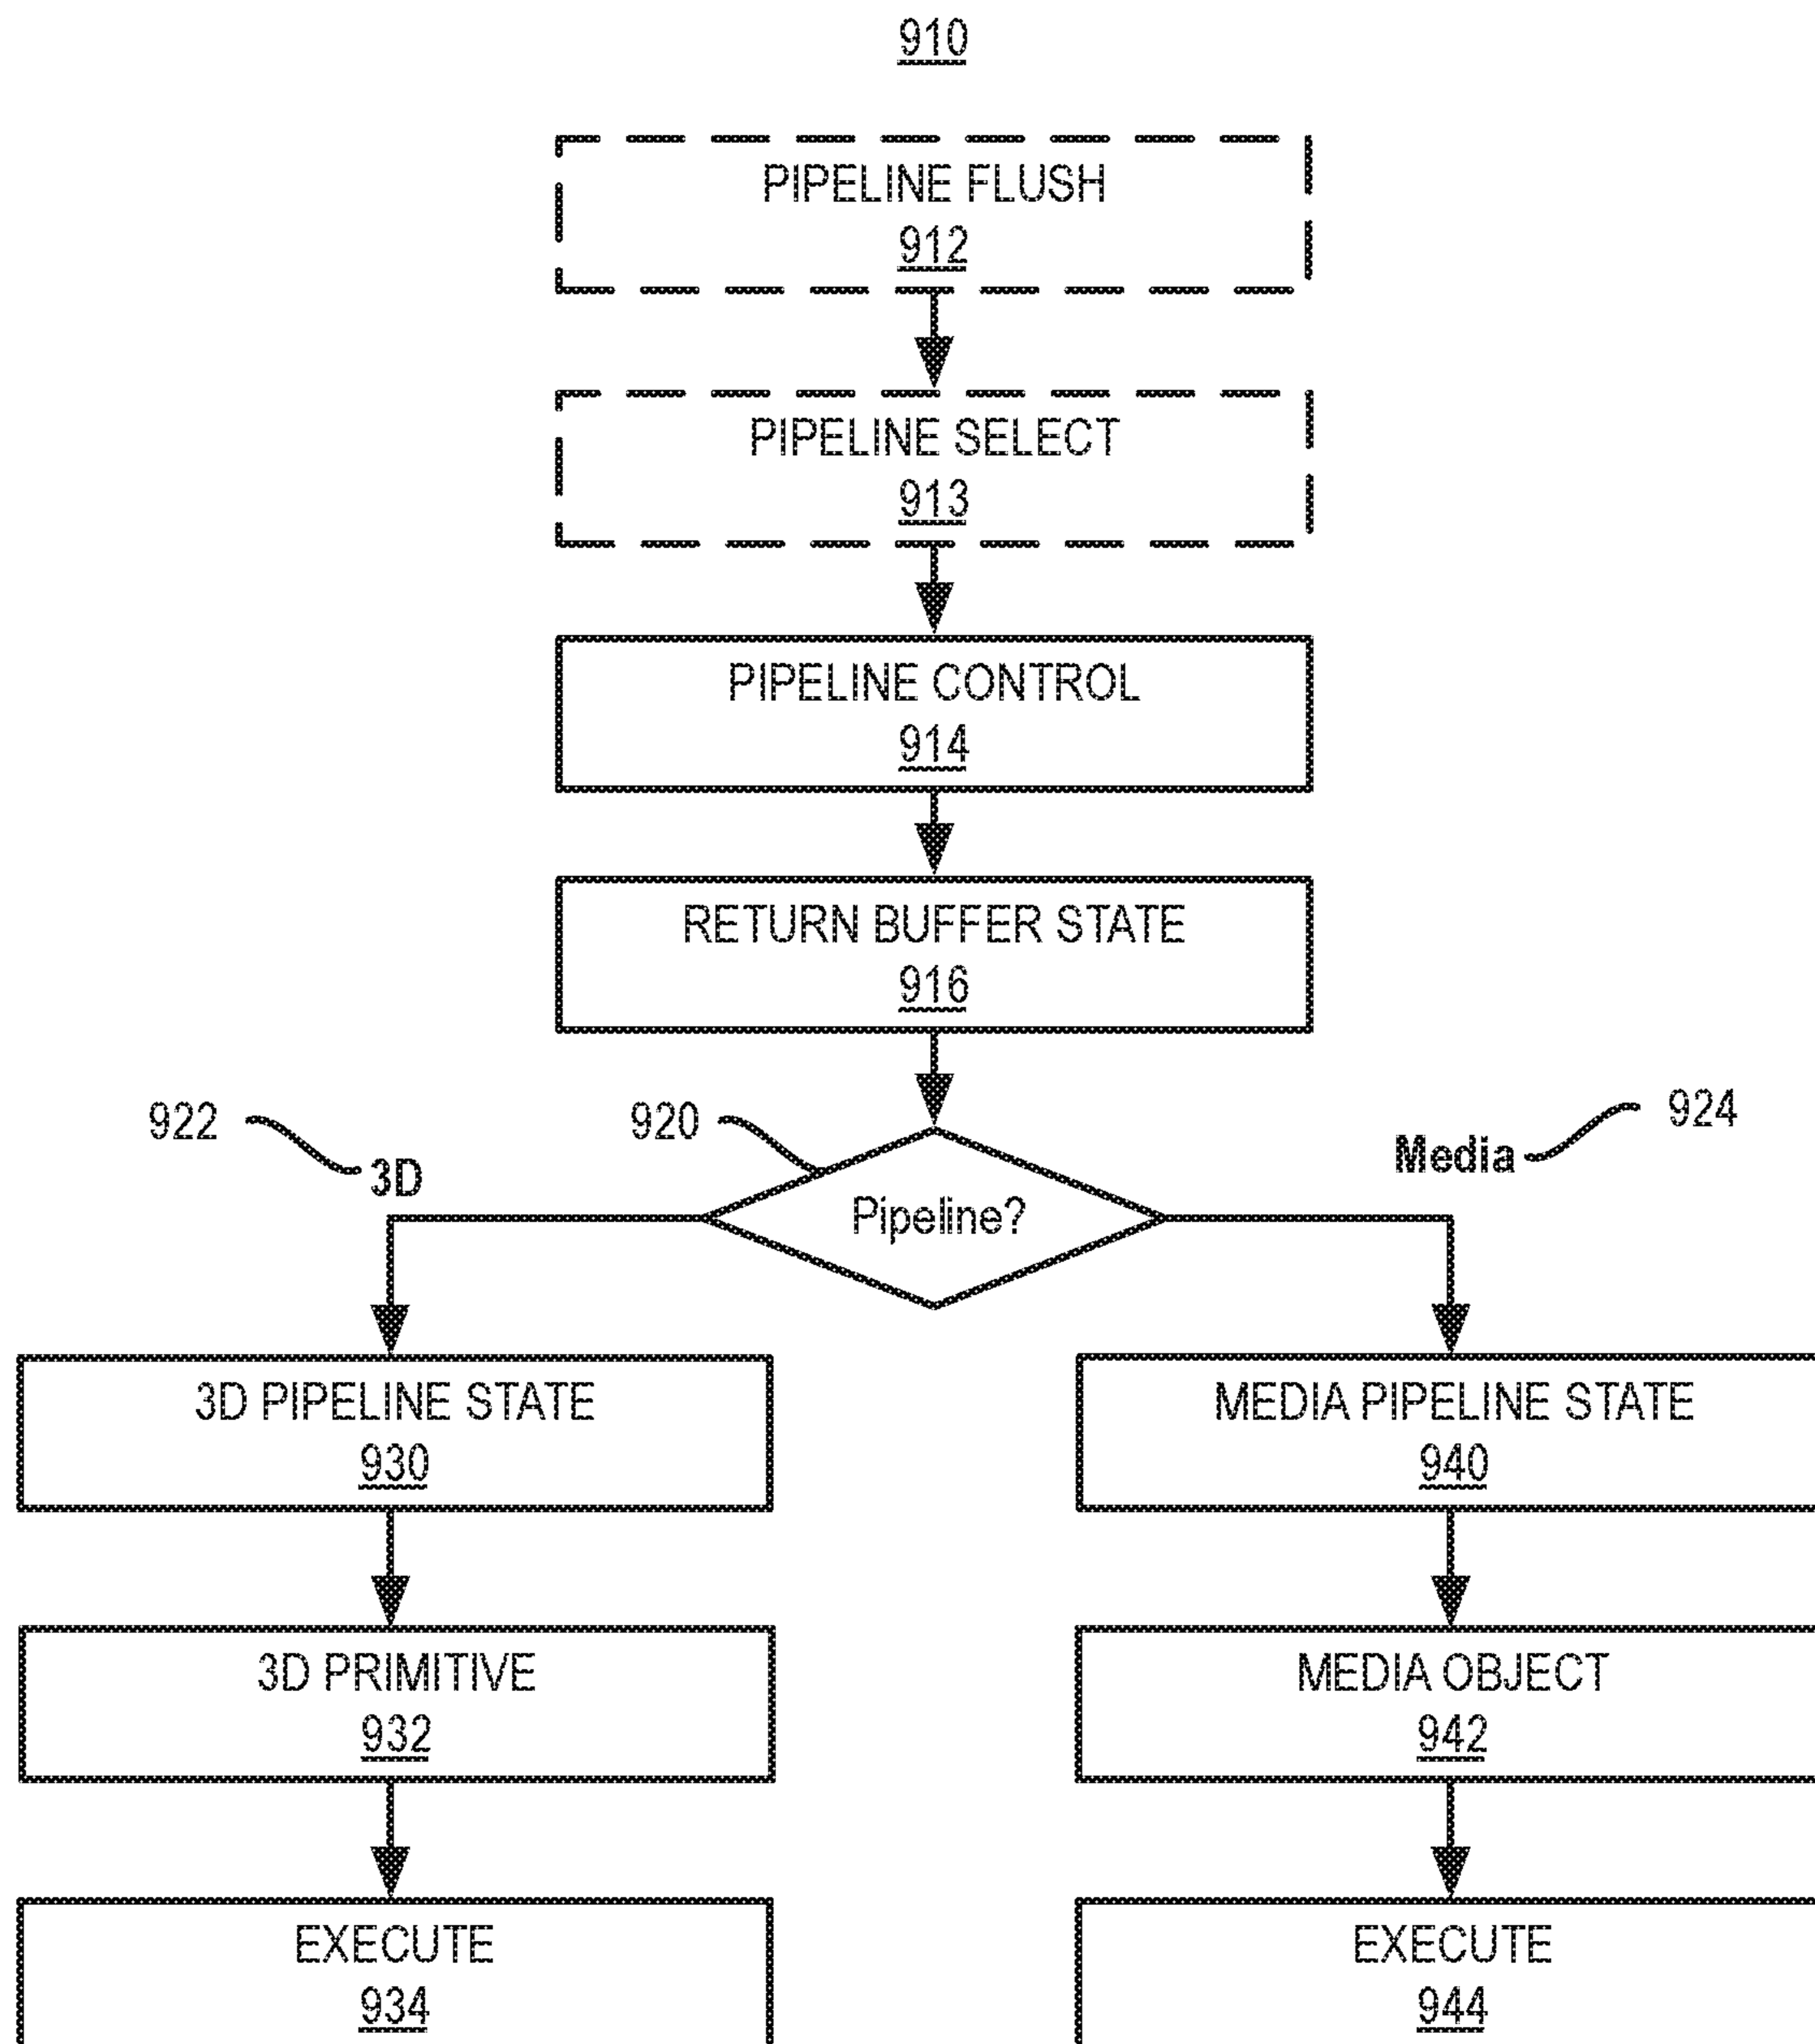 910
PIPELINE FLUSH
912
PIPELINE SELECT
913
PIPELINE CONTROL
914
RETURN BUFFER STATE
916
922
920
924
3D
Media
Pipeline?
3D PIPELINE STATE
930
MEDIA PIPELINE STATE
940
3D PRIMITIVE
932
MEDIA OBJECT
942
EXECUTE
934
EXECUTE
944